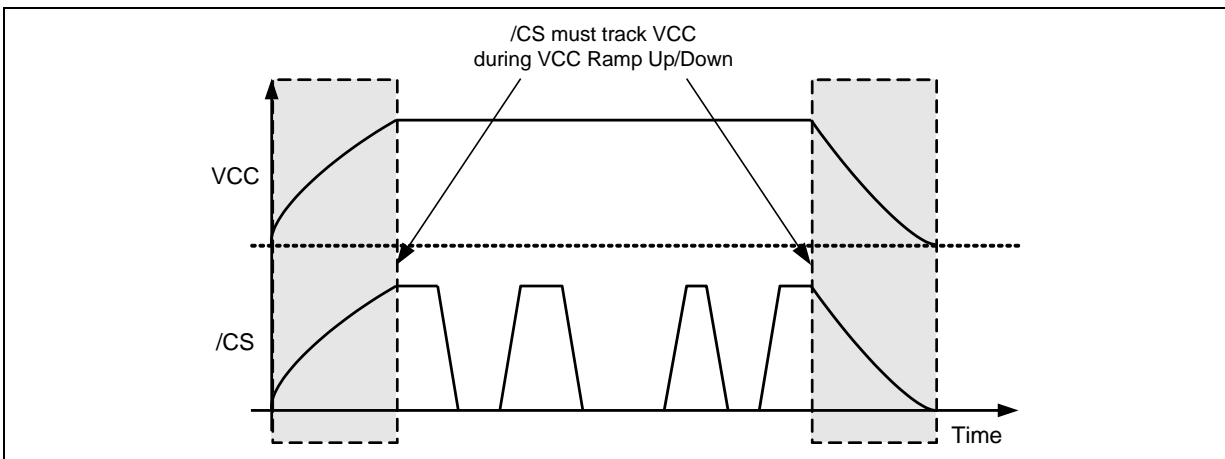 /CS must track VCC
during VCC Ramp Up/Down
VCC
/CS
Time